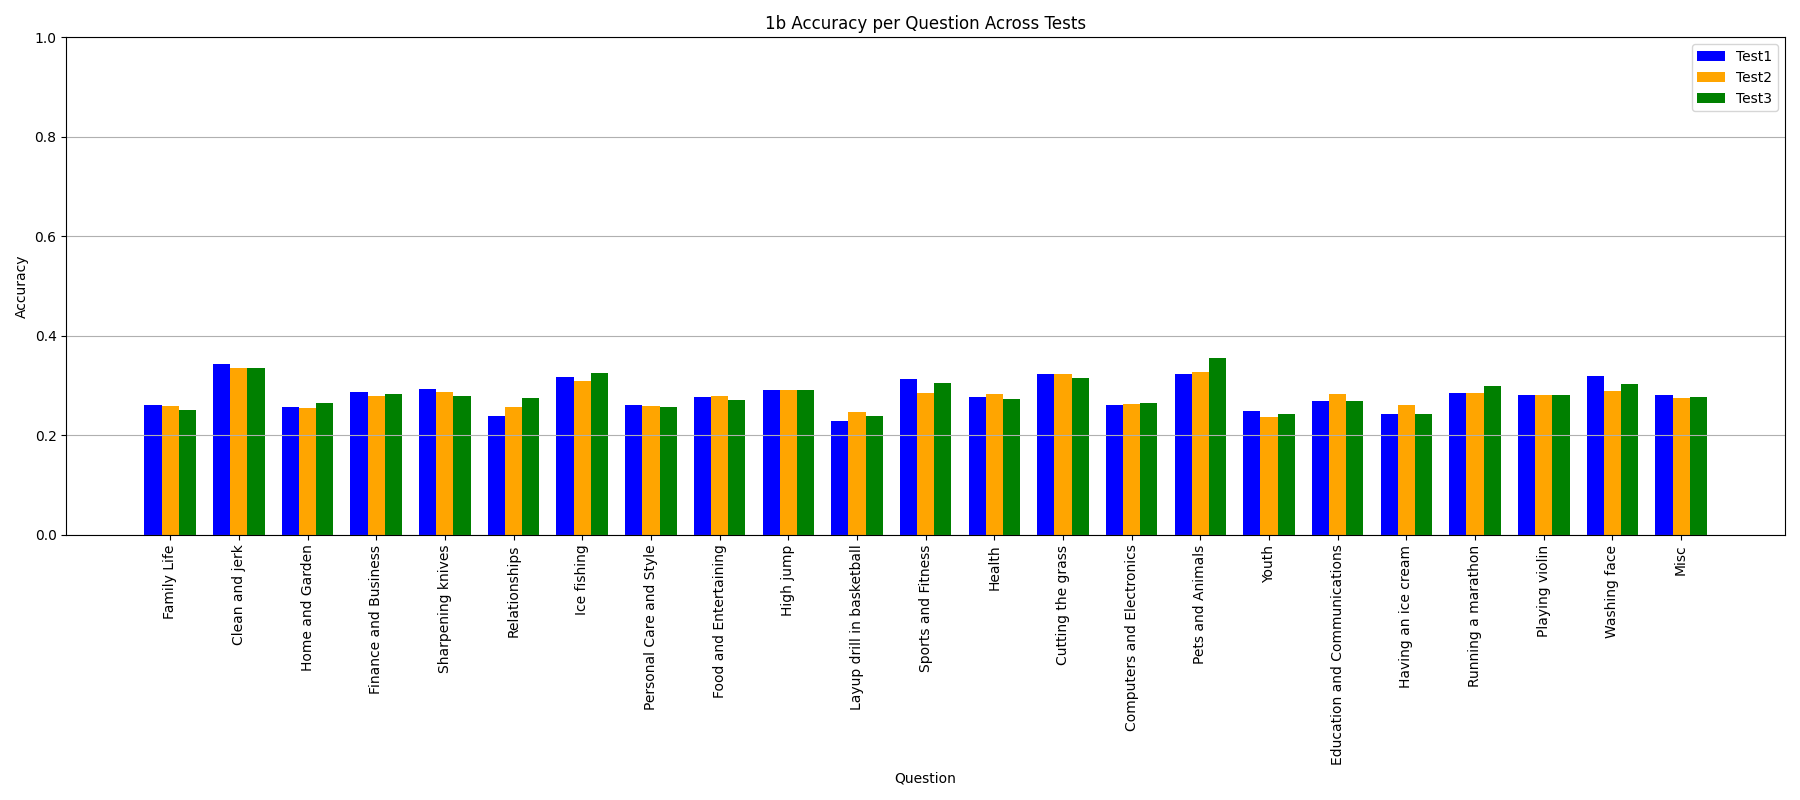 1b Accuracy per Question Across Tests
1.0
0.8
0.6
0.4
0.2
0.0
Accuracy
Test1
Test2
Test3
Family Life
Clean and jerk
Home and Garden
Finance and Business
Sharpening knives
Relationships
Ice fishing
Personal Care and Style
Food and Entertaining
High jump
Layup drill in basketball
Sports and Fitness
Health
Cutting the grass
Computers and Electronics
Pets and Animals
Youth
Education and Communications
Having an ice cream
Running a marathon
Playing violin
Washing face
Misc
Question